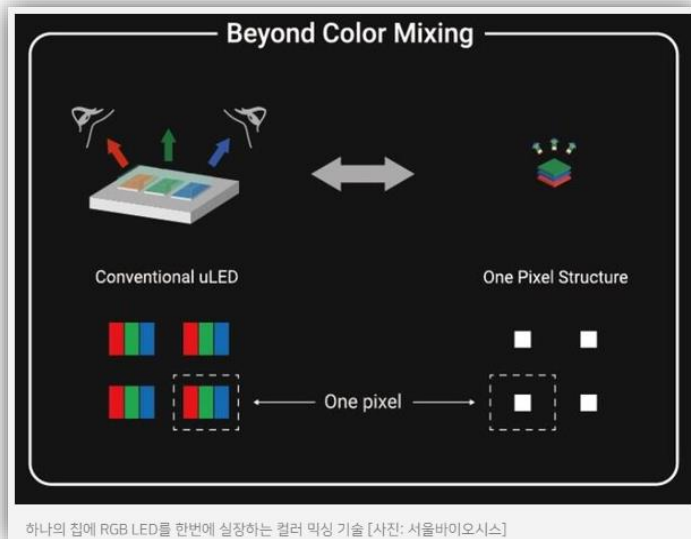 Beyond Color Mixing
Conventional uLED
One Pixel Structure
One pixel
하나의 칩에 RGB LED를 한번에 실장하는 컬러 믹싱 기술 [사진: 서울바이오시스]